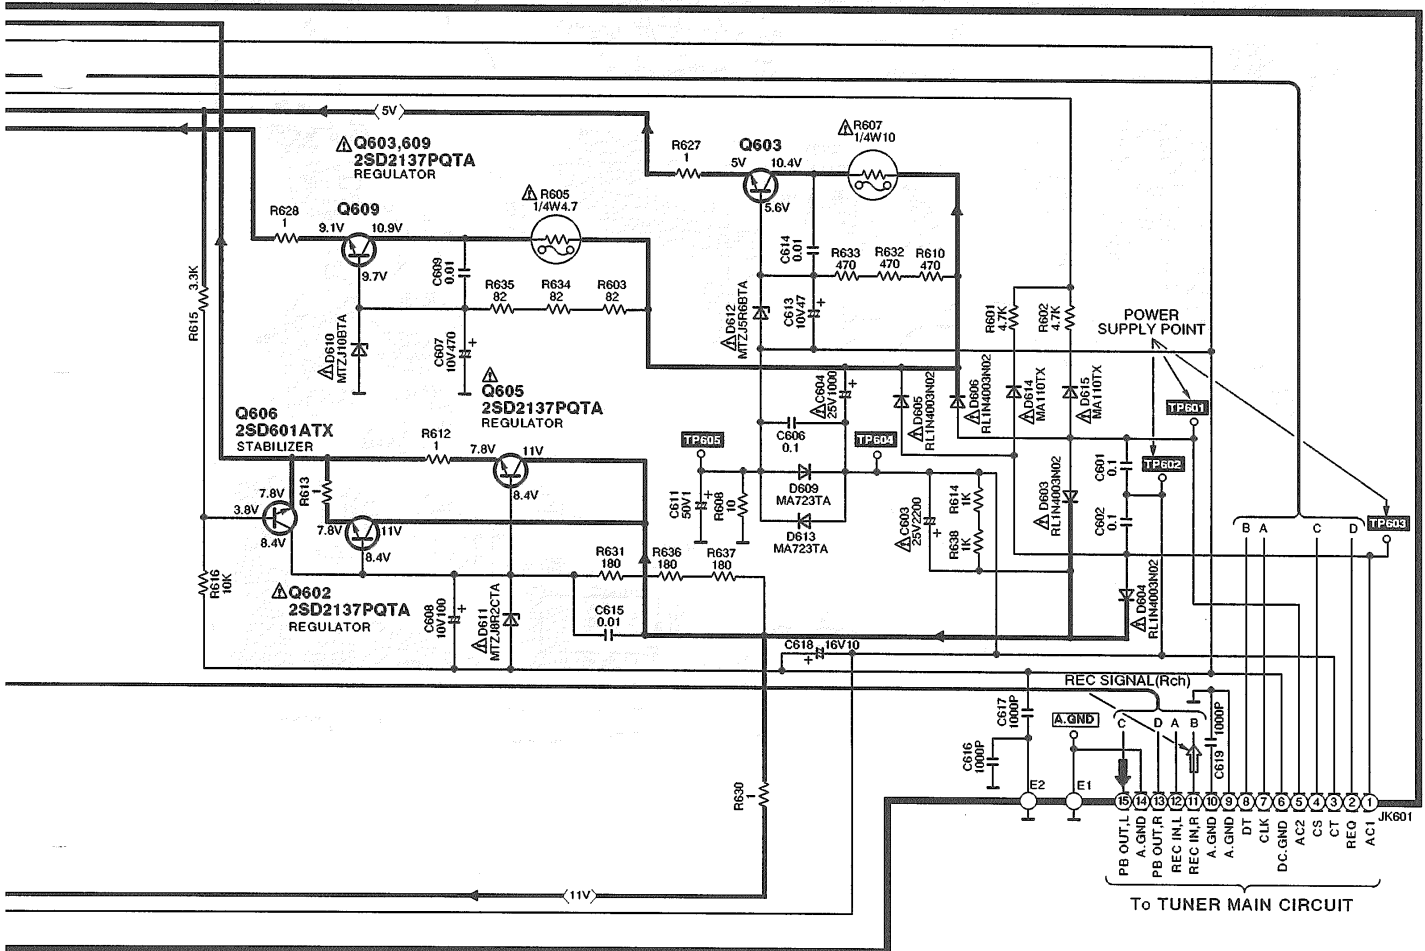 (5V)
⚠Q603,609
2SD2137PQTA
REGULATOR
R627
1
Q603
5V
10.4V
5.6V
⚠R607
1/4W10
⚠R605
1/4W4.7
R628
1
Q609
9.1V
10.9V
9.7V
3.3K
R615
C609
0.01
R635
82
R634
82
R603
82
C614
0.01
R633
470
R632
470
R610
470
⚠D612
MTZJ5R6BTA
C613
10V47
R601
4.7K
R602
4.7K
POWER
SUPPLY POINT
⚠D610
MTZJ10BTA
C607
10V470
⚠
Q605
2SD2137PQTA
REGULATOR
⚠C604
25V1000
⚠D605
RL1N4003N02
⚠D606
RL1N4003N02
⚠D614
MA110TX
⚠D615
MA110TX
TP601
Q606
2SD601ATX
STABILIZER
R612
1
7.8V
11V
8.4V
TP605
C606
0.1
TP604
TP602
C601
0.1
C602
0.1
R613
1
7.8V
3.8V
8.4V
7.8V
11V
8.4V
C611
50V1
R608
10
D609
MA723TA
D613
MA723TA
⚠C603
25V2200
R614
1K
R638
1K
⚠D603
RL1N4003N02
B A C D
TP603
R616
10K
⚠Q602
2SD2137PQTA
REGULATOR
C608
10V100
⚠D611
MTZJ8R2CTA
R631
180
R636
180
R637
180
C615
0.01
⚠D604
RL1N4003N02
C618
16V10
REC SIGNAL(Rch)
C617
1000P
C616
1000P
A.GND
C D A B
1000P
C619
R630
1
E2
E1
15 14 13 12 11 10 9 8 7 6 5 4 3 2 1
JK601
PB OUT,L
A.GND
PB OUT,R
REC IN,L
REC IN,R
A.GND
A.GND
DT
CLK
DC.GND
AC2
CS
CT
REQ
AC1
(11V)
To TUNER MAIN CIRCUIT